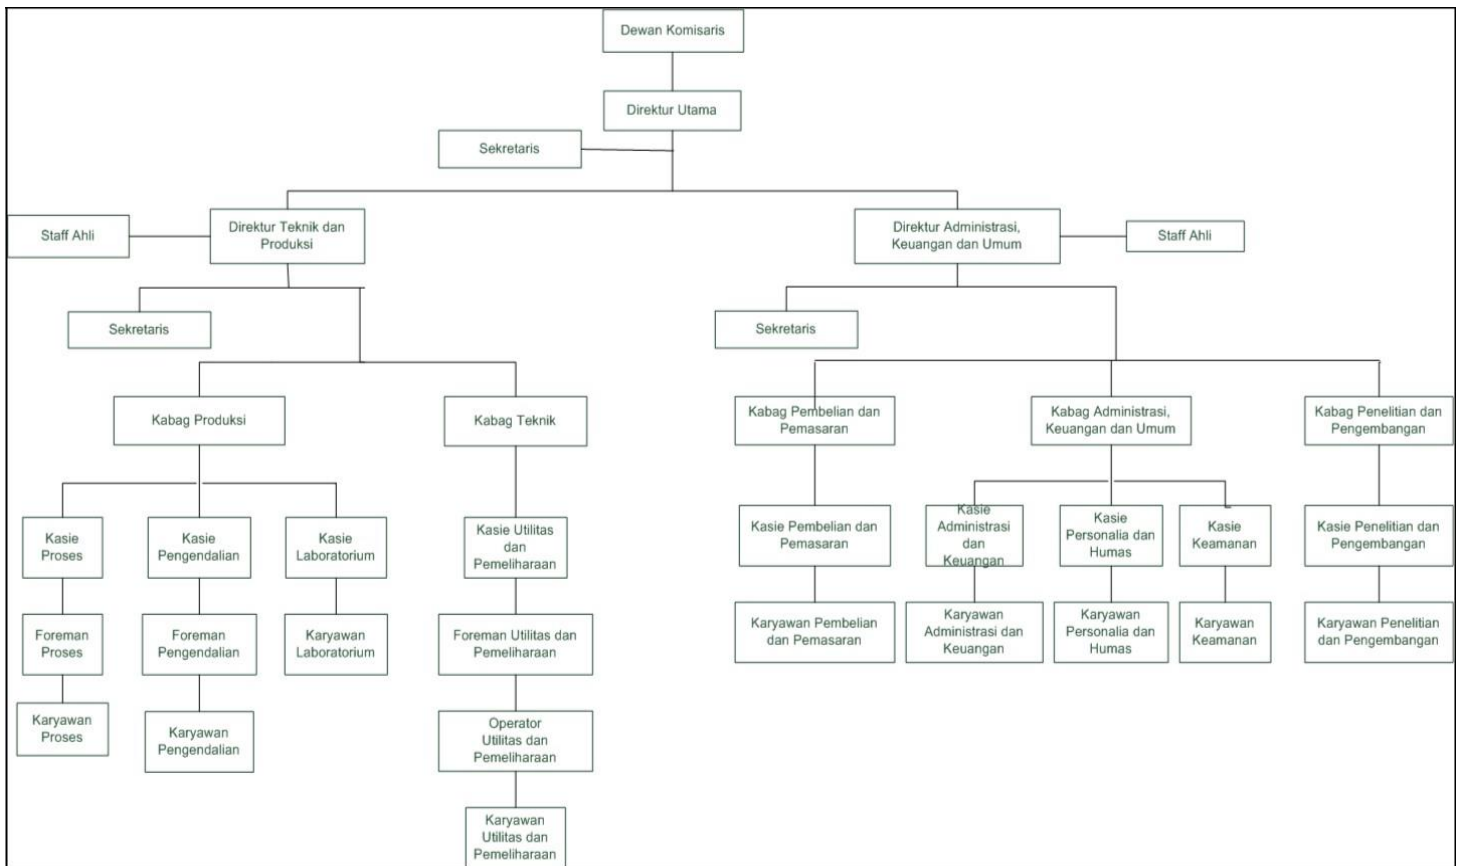 Dewan Komisaris
Direktur Utama
Sekretaris
Staff Ahli
Direktur Teknik dan
Produksi
Direktur Administrasi,
Keuangan dan Umum
Staff Ahli
Sekretaris
Sekretaris
Kabag Produksi
Kabag Teknik
Kabag Pembelian dan
Pemasaran
Kabag Administrasi,
Keuangan dan Umum
Kabag Penelitian dan
Pengembangan
Kasie
Proses
Kasie
Pengendalian
Kasie
Laboratorium
Kasie Utilitas
dan
Pemeliharaan
Kasie Pembelian dan
Pemasaran
Kasie
Administrasi
dan
Keuangan
Kasie
Personalia dan
Humas
Kasie
Keamanan
Kasie Penelitian dan
Pengembangan
Foreman
Proses
Foreman
Pengendalian
Karyawan
Laboratorium
Foreman Utilitas dan
Pemeliharaan
Karyawan Pembelian
dan Pemasaran
Karyawan
Administrasi dan
Keuangan
Karyawan
Personalia dan
Humas
Karyawan
Keamanan
Karyawan Penelitian
dan Pengembangan
Karyawan
Proses
Karyawan
Pengendalian
Operator
Utilitas dan
Pemeliharaan
Karyawan
Utilitas dan
Pemeliharaan